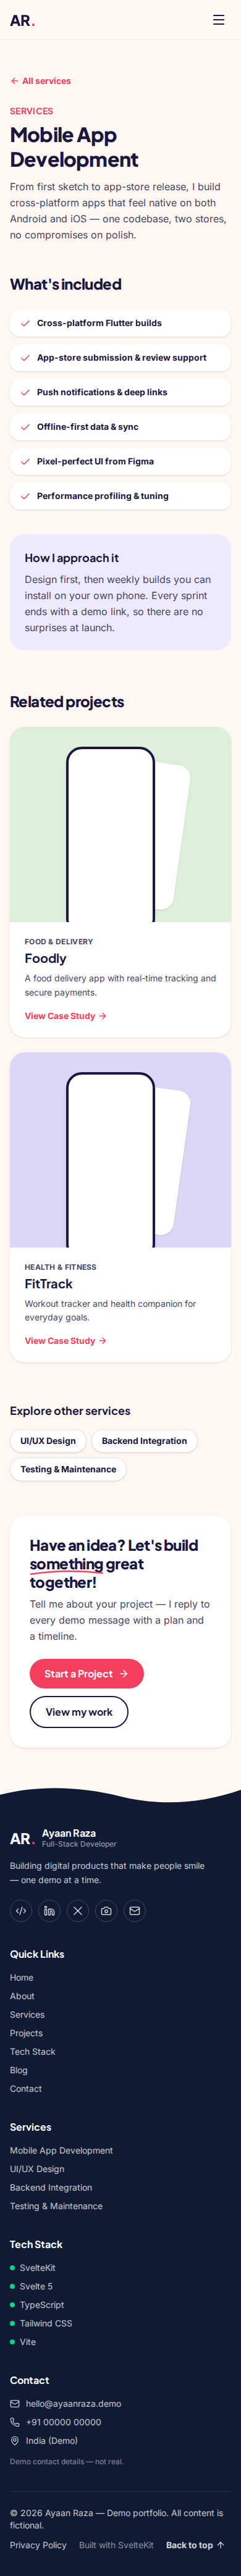 AR.
All services
SERVICES
Mobile App
Development
From first sketch to app-store release, I build
cross-platform apps that feel native on both
Android and iOS — one codebase, two stores,
no compromises on polish.
What's included
Cross-platform Flutter builds
App-store submission & review support
Push notifications & deep links
Offline-first data & sync
Pixel-perfect UI from Figma
Performance profiling & tuning
How I approach it
Design first, then weekly builds you can
install on your own phone. Every sprint
ends with a demo link, so there are no
surprises at launch.
Related projects
FOOD & DELIVERY
Foodly
A food delivery app with real-time tracking and
secure payments.
View Case Study
HEALTH & FITNESS
FitTrack
Workout tracker and health companion for
everyday goals.
View Case Study
Explore other services
UI/UX Design
Backend Integration
Testing & Maintenance
Have an idea? Let's build
something great
together!
Tell me about your project — I reply to
every demo message with a plan and
a timeline.
Start a Project
View my work
AR.
Ayaan Raza
Full-Stack Developer
Building digital products that make people smile
— one demo at a time.
Quick Links
Home
About
Services
Projects
Tech Stack
Blog
Contact
Services
Mobile App Development
UI/UX Design
Backend Integration
Testing & Maintenance
Tech Stack
SvelteKit
Svelte 5
TypeScript
Tailwind CSS
Vite
Contact
hello@ayaanraza.demo
+91 00000 00000
India (Demo)
Demo contact details — not real.
© 2026 Ayaan Raza — Demo portfolio. All content is
fictional.
Privacy Policy
Built with SvelteKit
Back to top